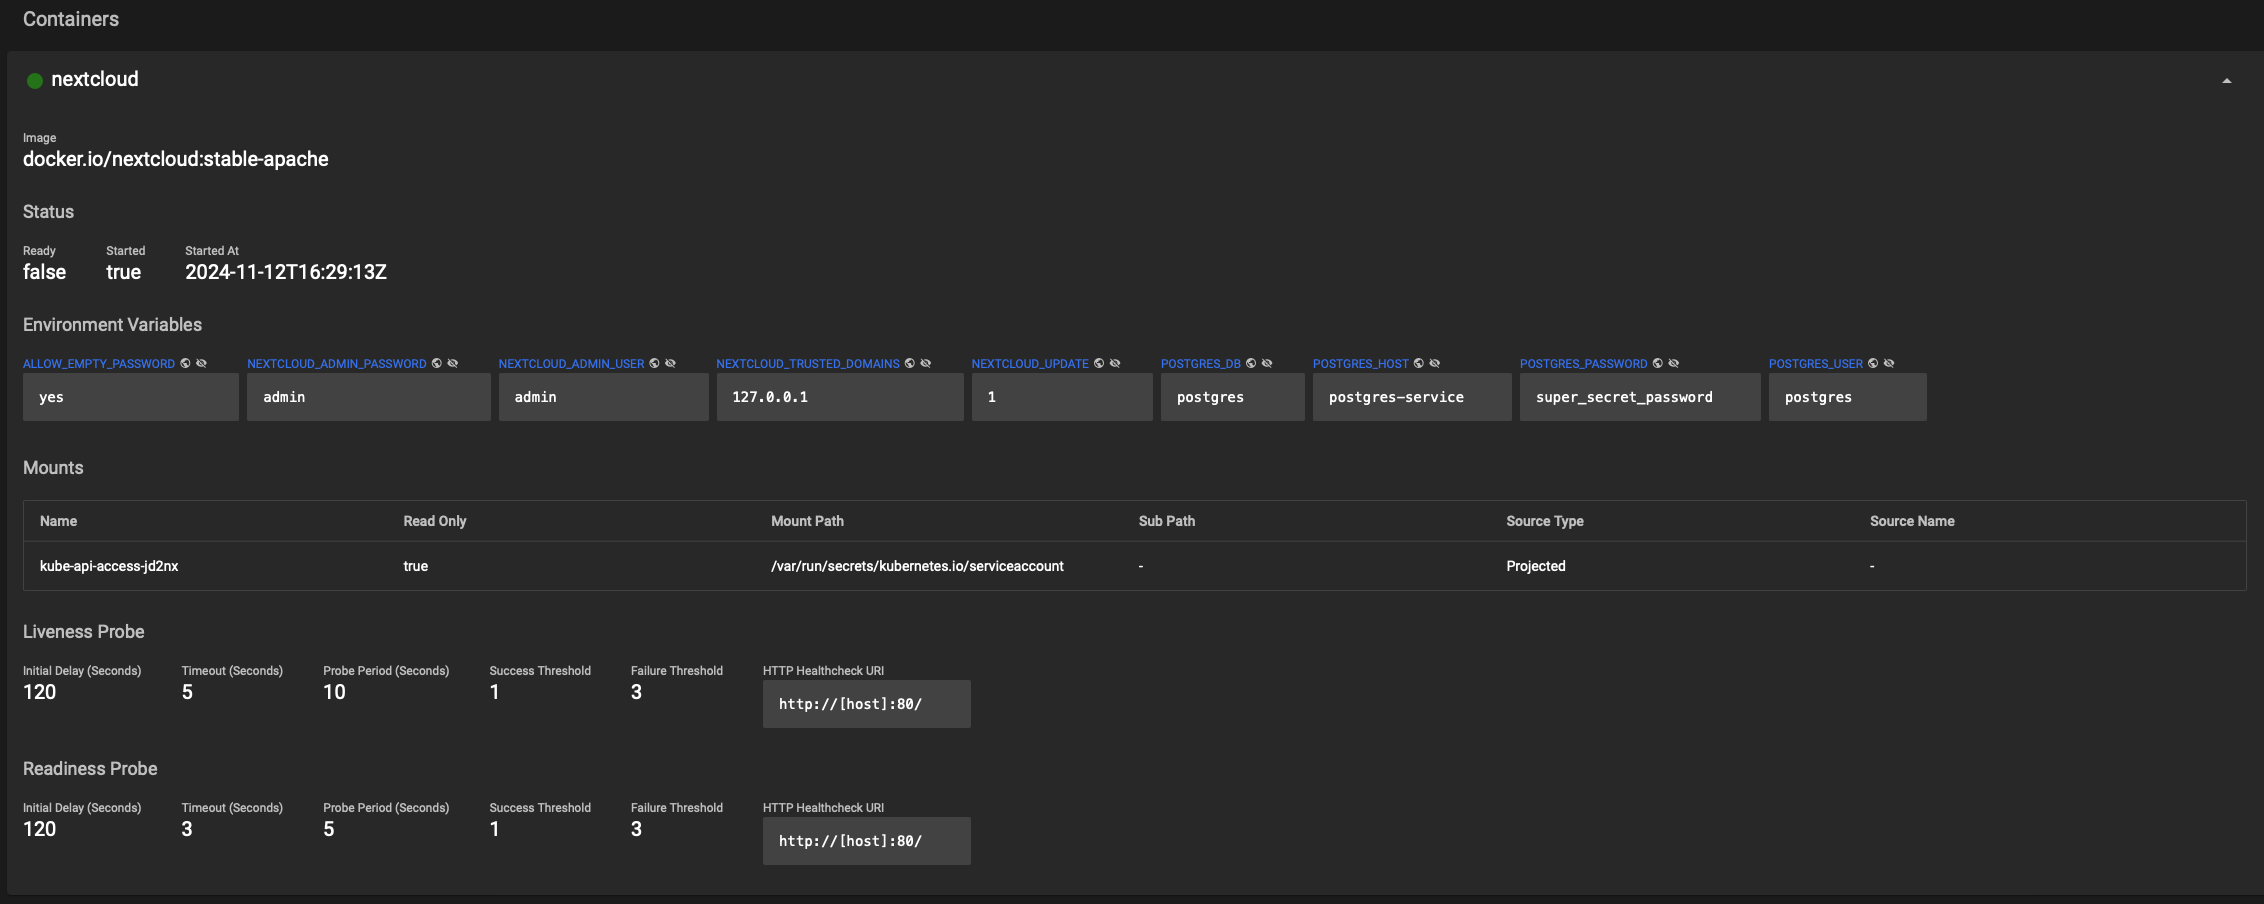 Containers
nextcloud
Image
docker.io/nextcloud:stable-apache
Status
Ready Started Started At
false true 2024-11-12T16:29:13Z
Environment Variables
ALLOW_EMPTY_PASSWORD NEXTCLOUD_ADMIN_PASSWORD NEXTCLOUD_ADMIN_USER NEXTCLOUD_TRUSTED_DOMAINS NEXTCLOUD_UPDATE POSTGRES_DB POSTGRES_HOST POSTGRES_PASSWORD POSTGRES_USER
yes admin admin 127.0.0.1 1 postgres postgres-service super_secret_password postgres
Mounts
Name Read Only Mount Path Sub Path Source Type Source Name
kube-api-access-jd2nx true /var/run/secrets/kubernetes.io/serviceaccount - Projected -
Liveness Probe
Initial Delay (Seconds) Timeout (Seconds) Probe Period (Seconds) Success Threshold Failure Threshold HTTP Healthcheck URI
120 5 10 1 3 http://[host]:80/
Readiness Probe
Initial Delay (Seconds) Timeout (Seconds) Probe Period (Seconds) Success Threshold Failure Threshold HTTP Healthcheck URI
120 3 5 1 3 http://[host]:80/